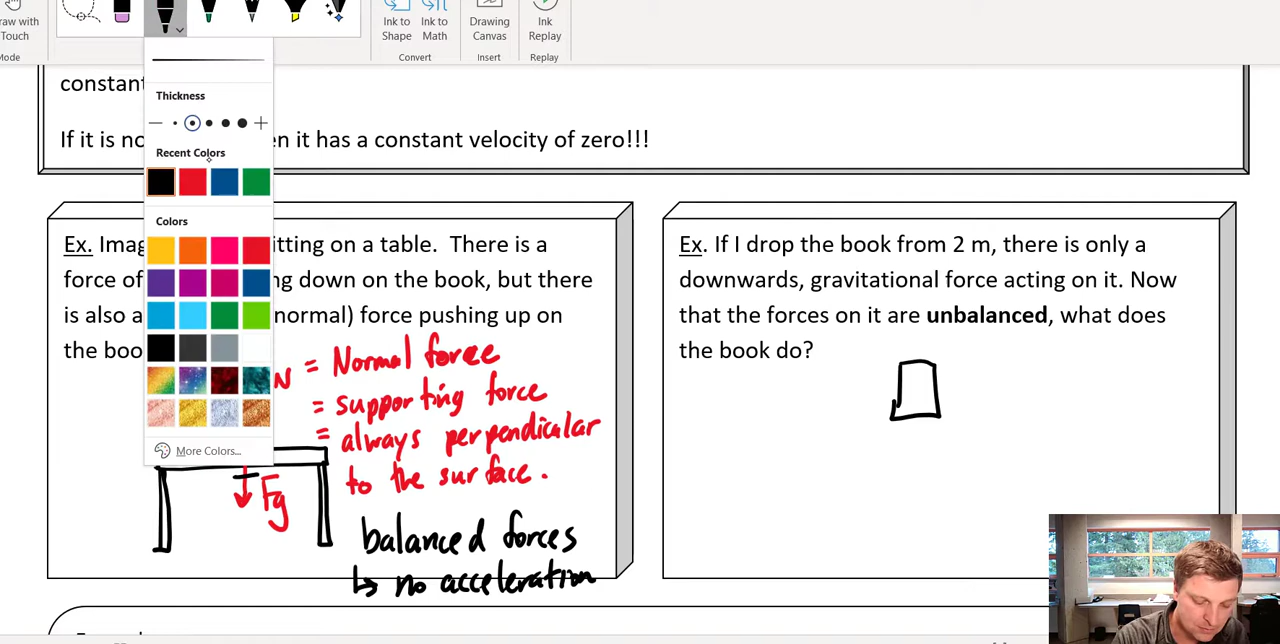 raw with
Touch
Mode
Ink to
Shape
Ink to
Math
Convert
Drawing
Canvas
Insert
Ink
Replay
Replay
Thickness
Recent Colors
Colors
More Colors...
constant
If it is no en it has a constant velocity of zero!!!
Ex. Imag itting on a table. There is a
force of ng down on the book, but there
is also a normal) force pushing up on
the boo
N = Normal force
= supporting force
= always perpendicular
to the surface.
Fg
balanced forces
↳ no acceleration
Ex. If I drop the book from 2 m, there is only a
downwards, gravitational force acting on it. Now
that the forces on it are unbalanced, what does
the book do?